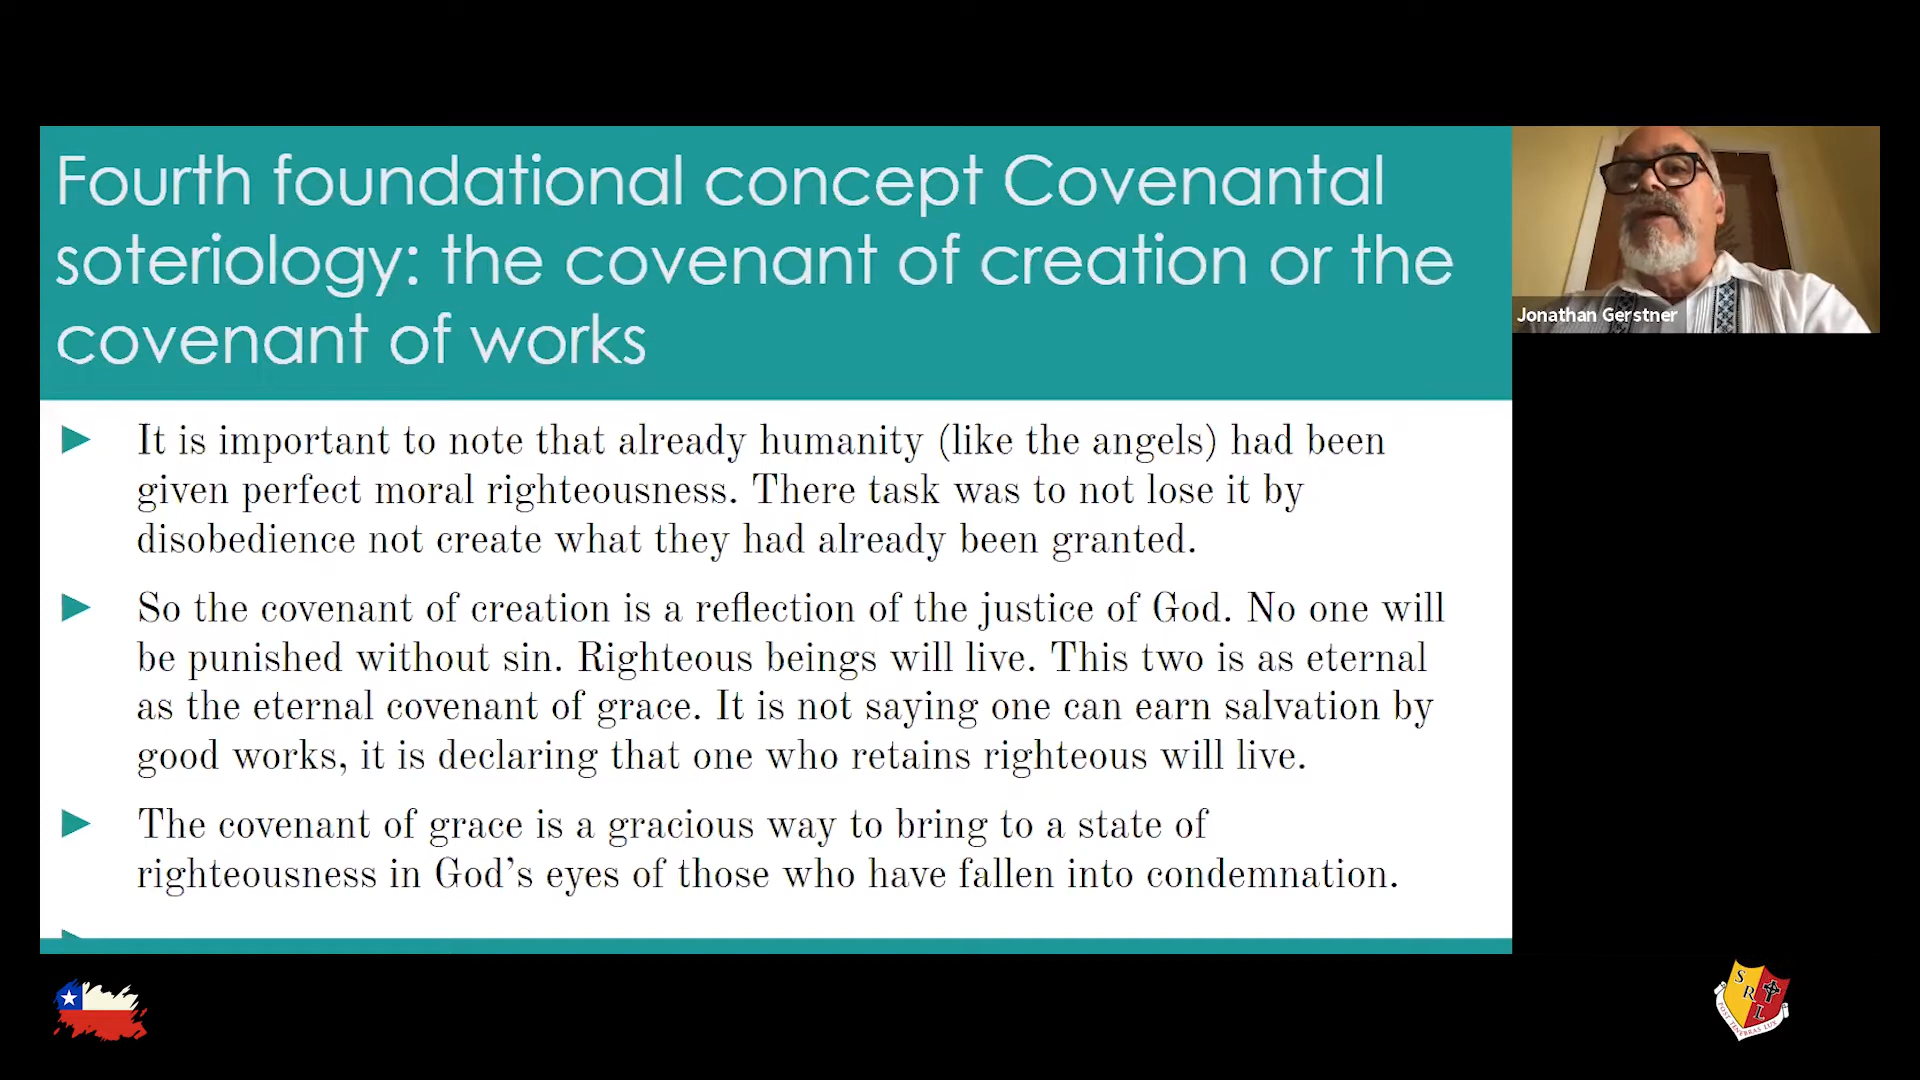 Fourth foundational concept Covenantal
soteriology: the covenant of creation or the
covenant of works
Jonathan Gerstner
It is important to note that already humanity (like the angels) had been
given perfect moral righteousness. There task was to not lose it by
disobedience not create what they had already been granted.
So the covenant of creation is a reflection of the justice of God. No one will
be punished without sin. Righteous beings will live. This two is as eternal
as the eternal covenant of grace. It is not saying one can earn salvation by
good works, it is declaring that one who retains righteous will live.
The covenant of grace is a gracious way to bring to a state of
righteousness in God’s eyes of those who have fallen into condemnation.
S
R
L
POST TENEBRAS LUX